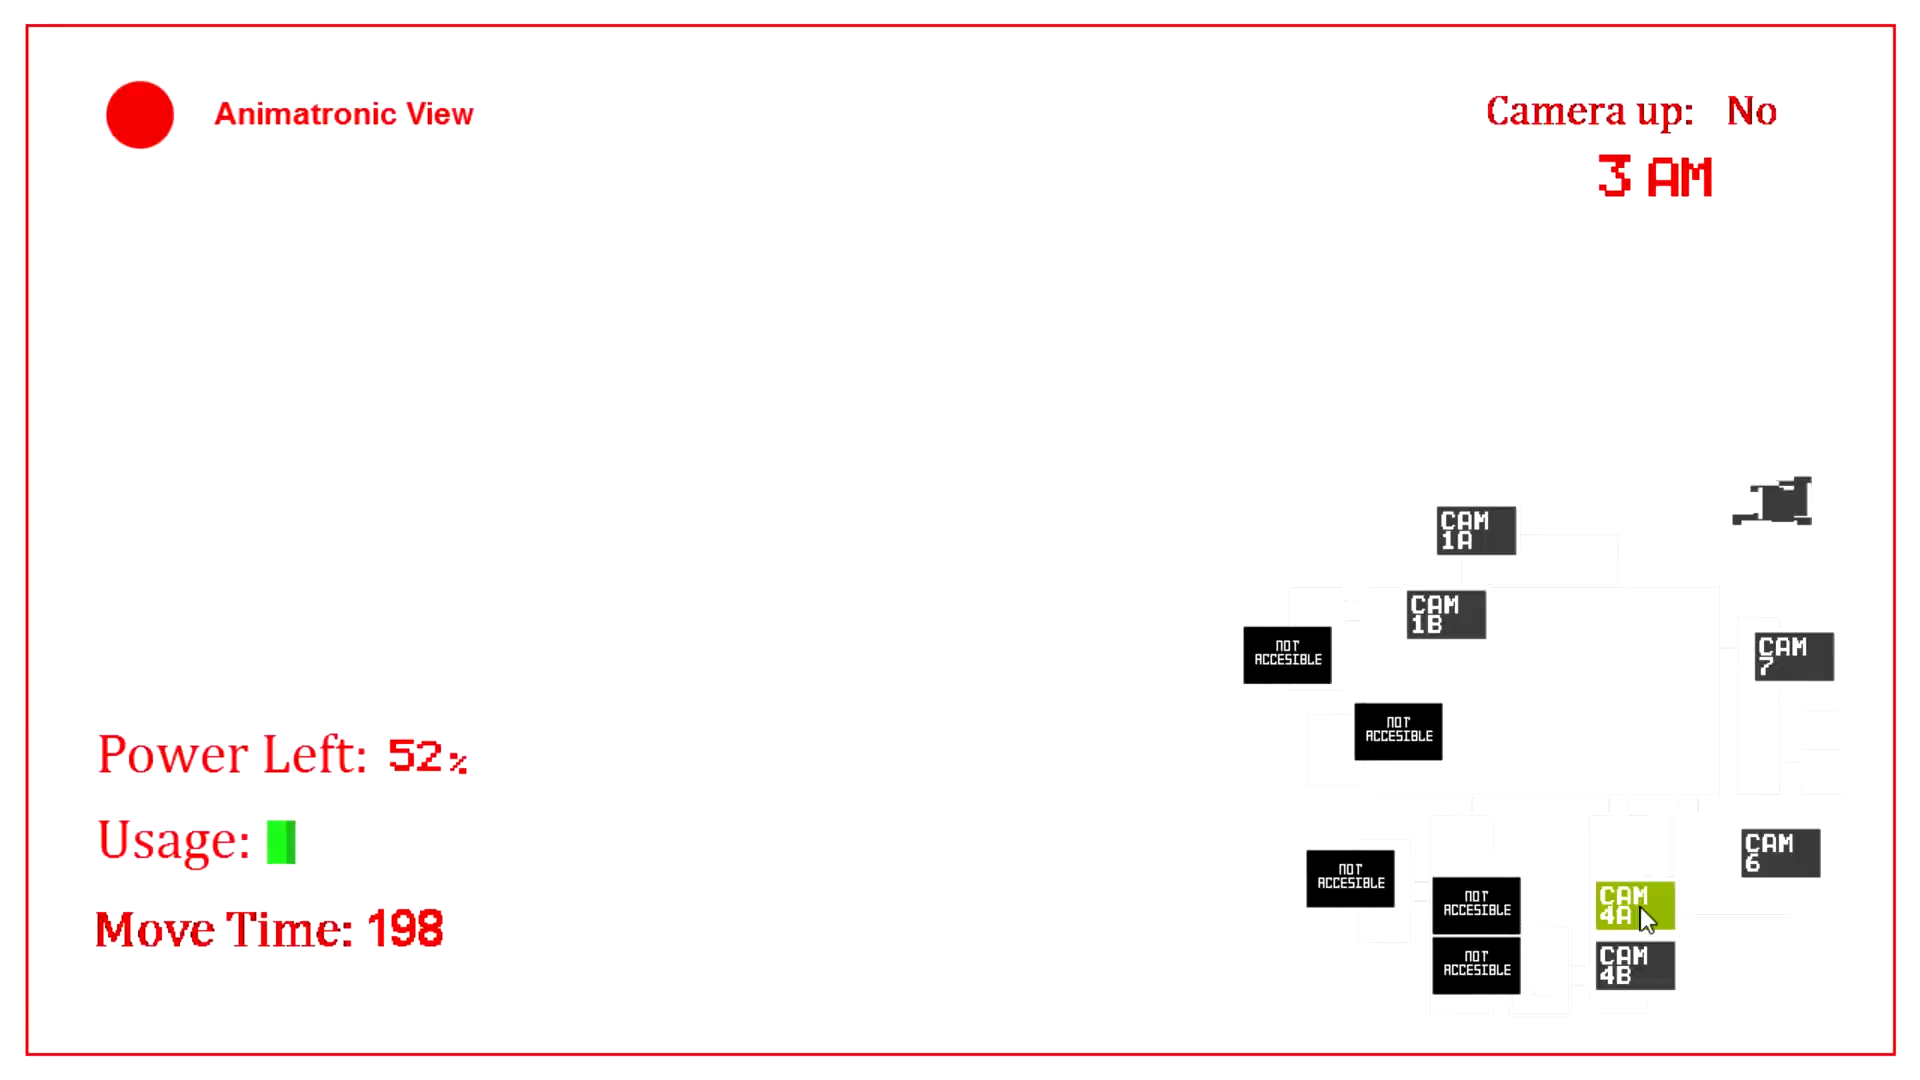 Animatronic View
Camera up: No
3 AM
CAM
1A
CAM
1B
NOT
ACCESIBLE
CAM
7
NOT
ACCESIBLE
Power Left: 52%
Usage:
CAM
6
NOT
ACCESIBLE
NOT
ACCESIBLE
CAM
4A
Move Time: 198
NOT
ACCESIBLE
CAM
4B